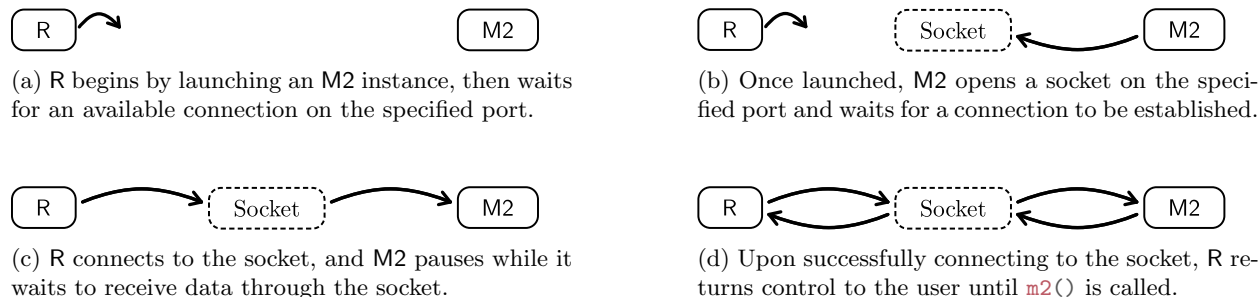 R
M2
(a) R begins by launching an M2 instance, then waits
for an available connection on the specified port.
R
Socket
M2
(b) Once launched, M2 opens a socket on the speci-
fied port and waits for a connection to be established.
R
Socket
M2
(c) R connects to the socket, and M2 pauses while it
waits to receive data through the socket.
R
Socket
M2
(d) Upon successfully connecting to the socket, R re-
turns control to the user until m2() is called.